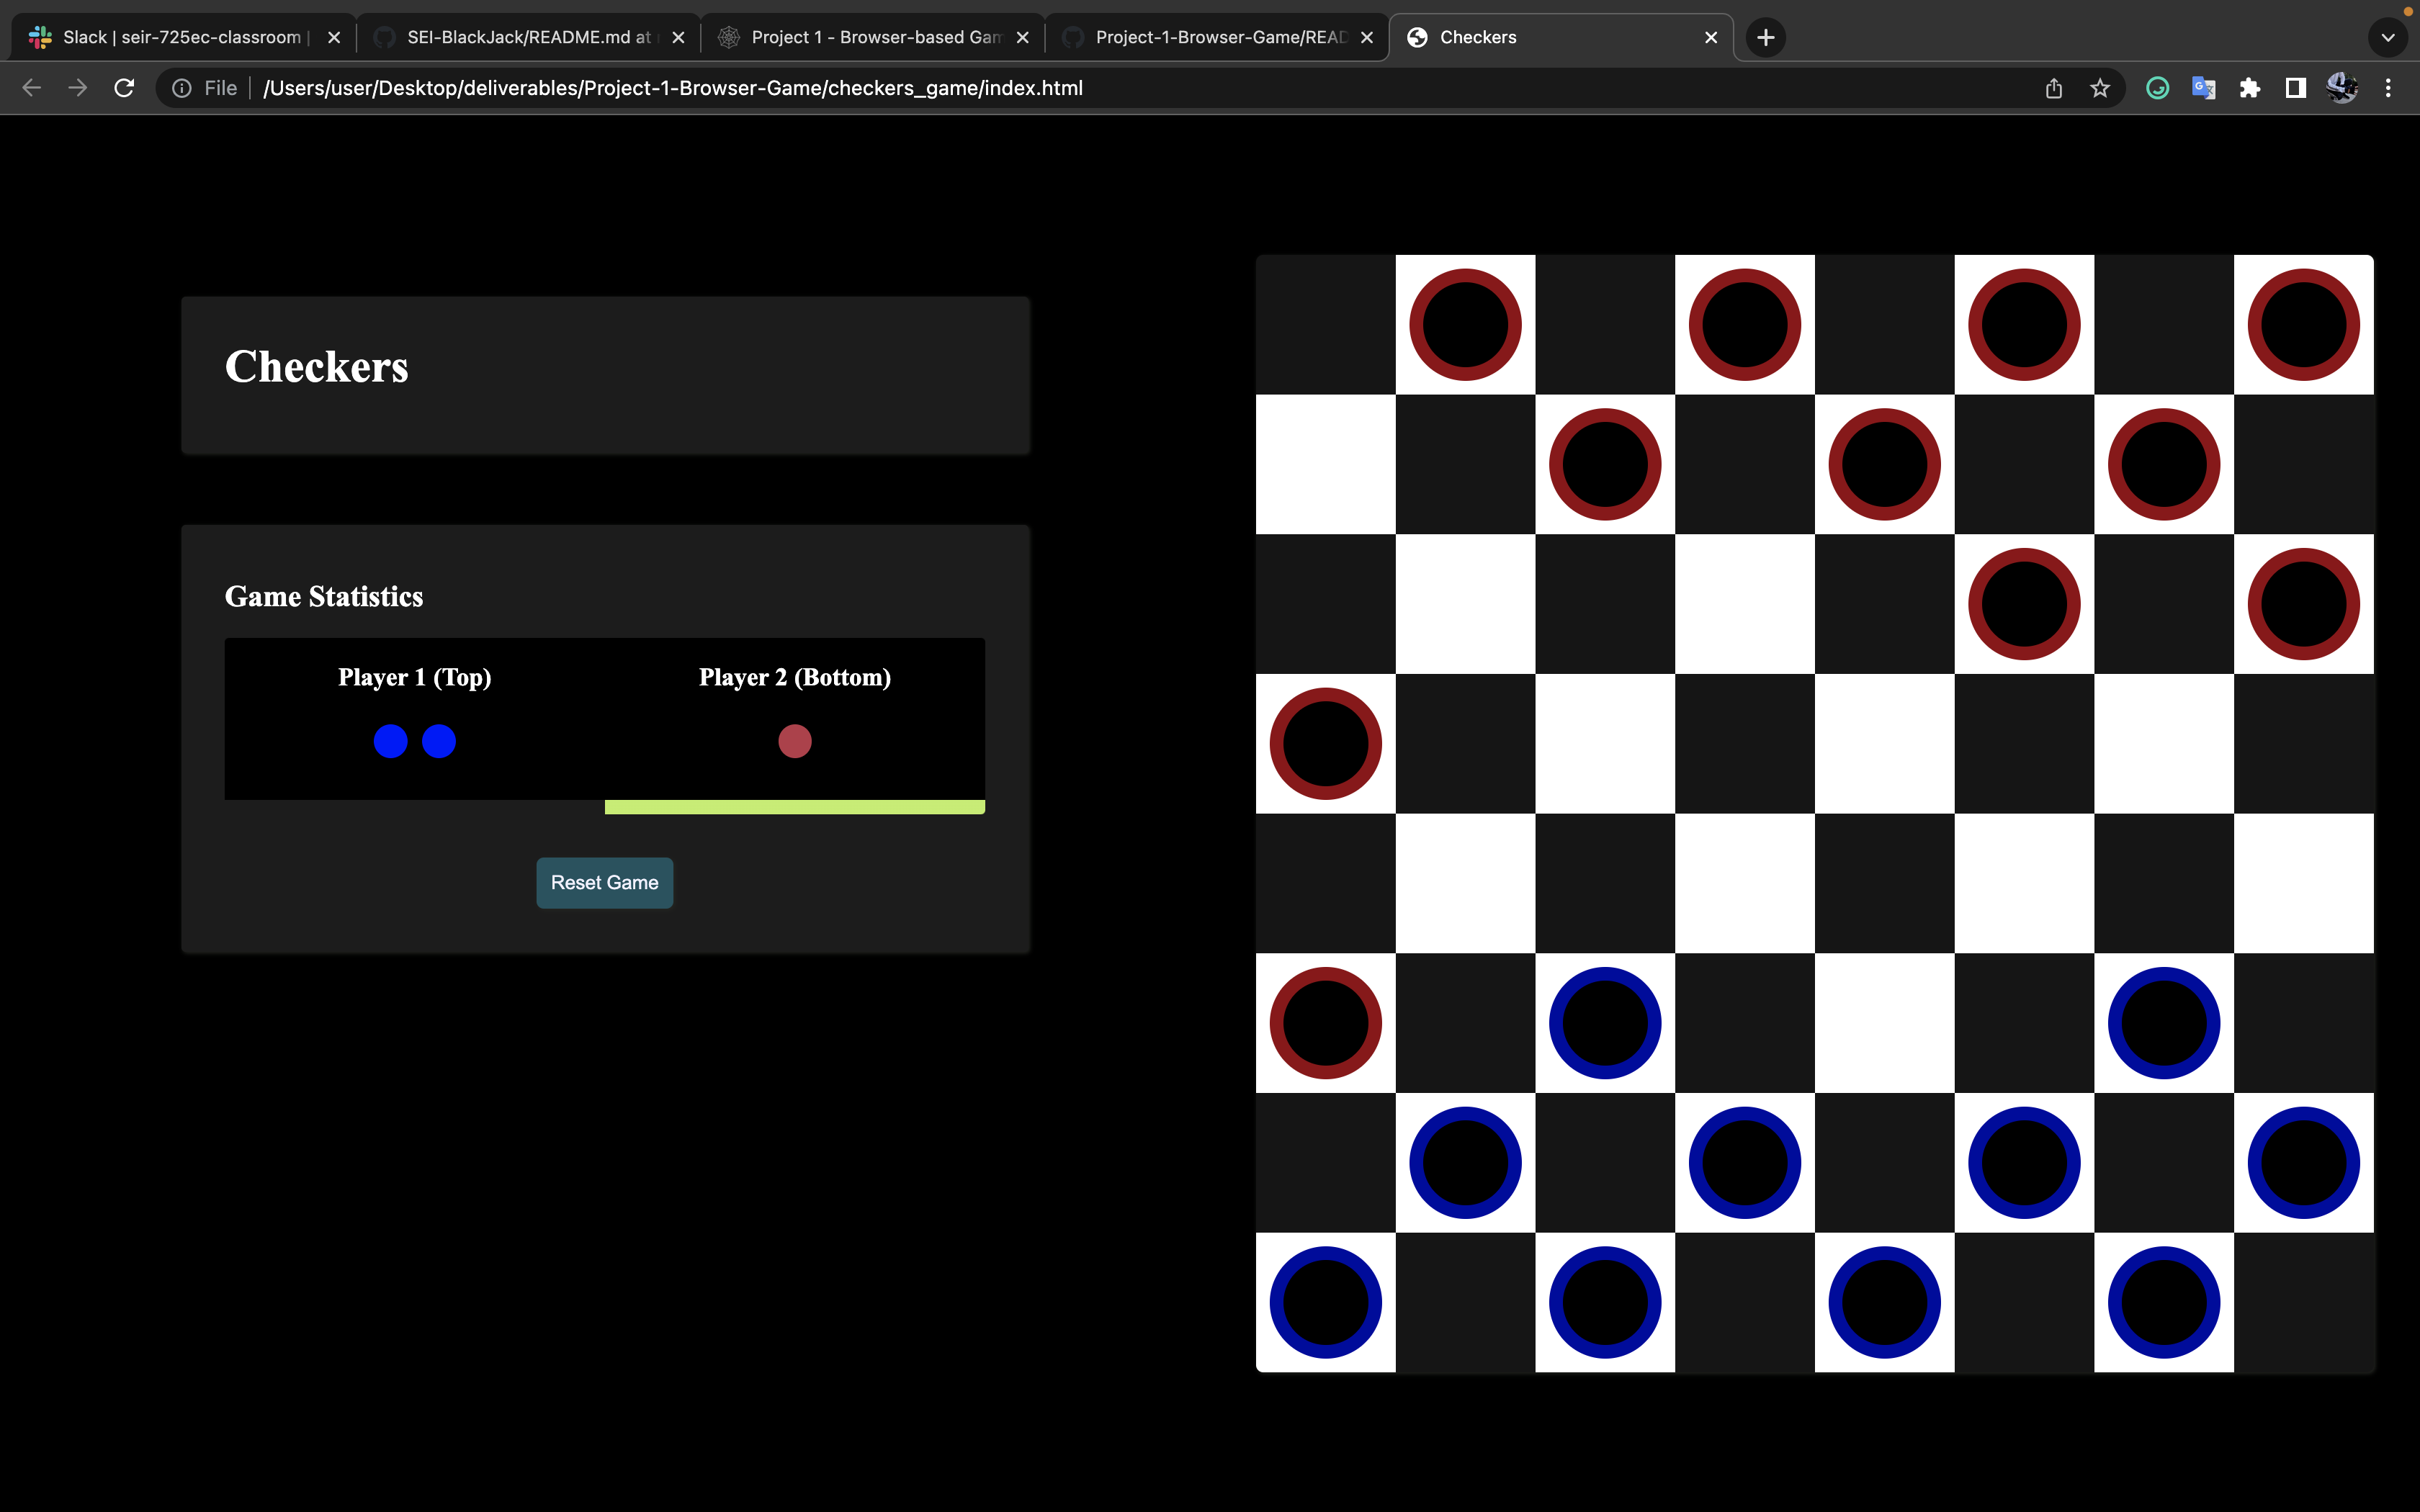 Slack | seir-725ec-classroom |
SEI-BlackJack/README.md at
Project 1 - Browser-based Gam
Project-1-Browser-Game/READ
Checkers
File
/Users/user/Desktop/deliverables/Project-1-Browser-Game/checkers_game/index.html
Checkers
Game Statistics
Player 1 (Top) Player 2 (Bottom)
Reset Game